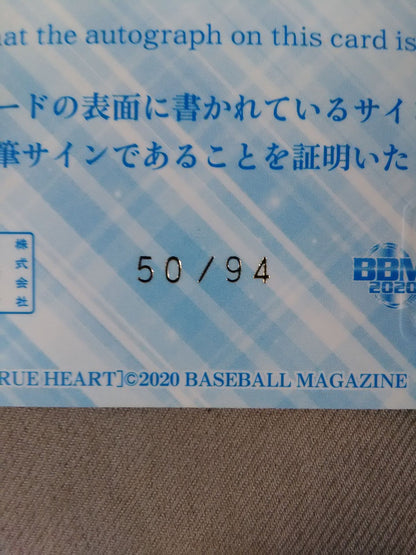 at the autograph on this card is
ードの表面に書かれているサイ
筆サインであることを証明いた
株式会社
50/94
BBM
2020
RUE HEART]©2020 BASEBALL MAGAZINE